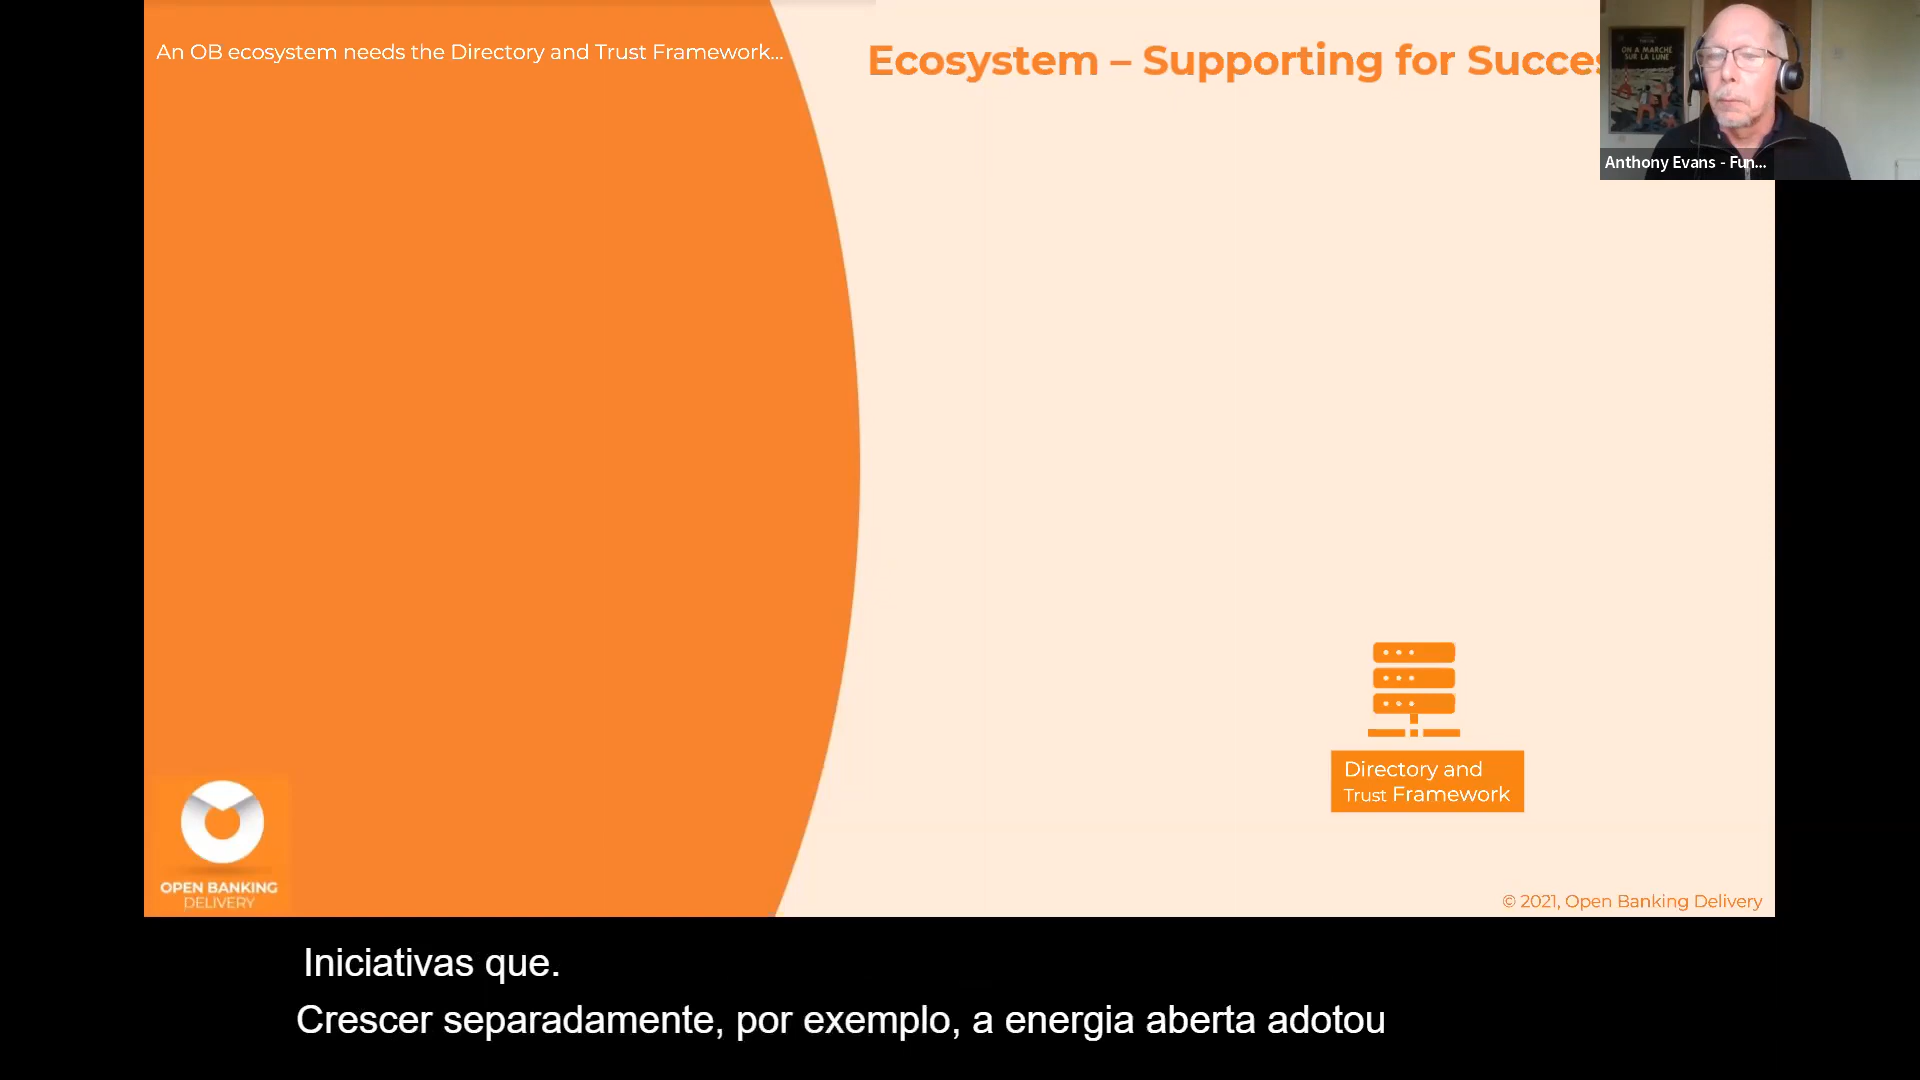 An OB ecosystem needs the Directory and Trust Framework...
Ecosystem – Supporting for Succes
ON A MARCHÉ
SUR LA LUNE
Anthony Evans - Fun...
Directory and
Trust Framework
OPEN BANKING
DELIVERY
© 2021, Open Banking Delivery
Iniciativas que.
Crescer separadamente, por exemplo, a energia aberta adotou